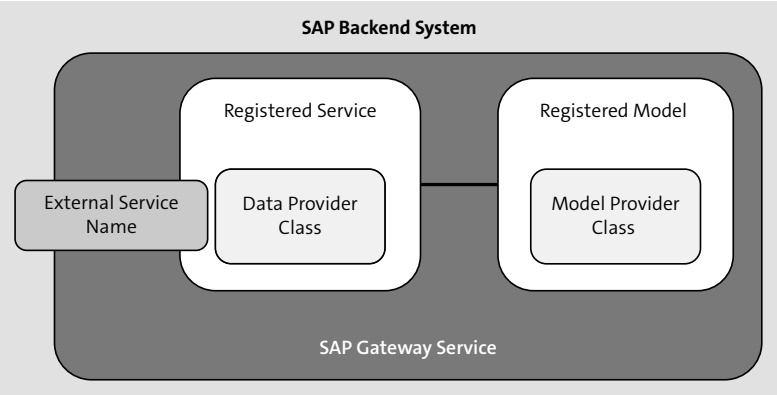 SAP Backend System
Registered Service
Registered Model
External Service
Name
Data Provider
Class
Model Provider
Class
SAP Gateway Service